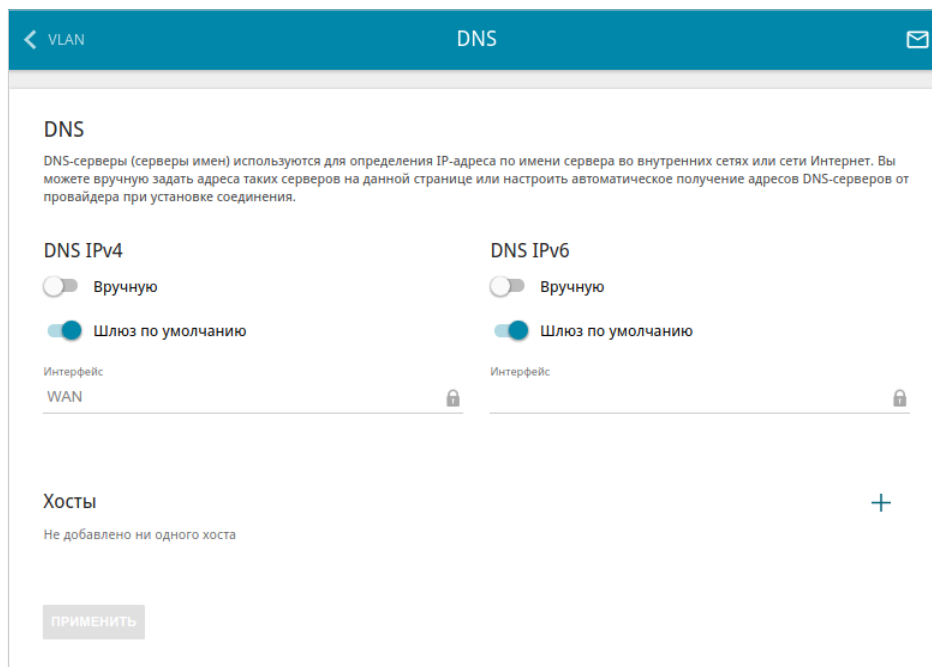 VLAN
DNS
DNS
DNS-серверы (серверы имен) используются для определения IP-адреса по имени сервера во внутренних сетях или сети Интернет. Вы
можете вручную задать адреса таких серверов на данной странице или настроить автоматическое получение адресов DNS-серверов от
провайдера при установке соединения.
DNS IPv4
Вручную
Шлюз по умолчанию
Интерфейс
WAN
DNS IPv6
Вручную
Шлюз по умолчанию
Интерфейс
Хосты
Не добавлено ни одного хоста
ПРИМЕНИТЬ